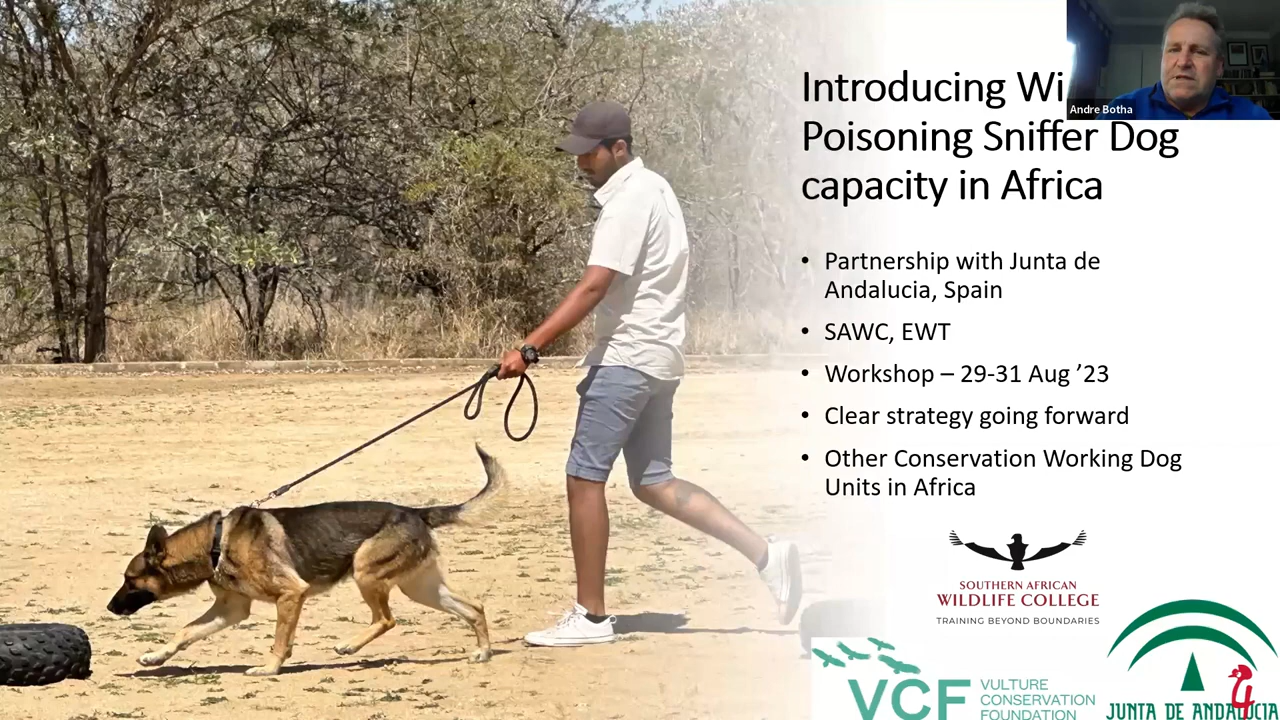 Introducing Wi
Poisoning Sniffer Dog
capacity in Africa
Andre Botha
• Partnership with Junta de
Andalucia, Spain
• SAWC, EWT
• Workshop – 29-31 Aug ’23
• Clear strategy going forward
• Other Conservation Working Dog
Units in Africa
SOUTHERN AFRICAN
WILDLIFE COLLEGE
TRAINING BEYOND BOUNDARIES
VCF
VULTURE
CONSERVATION
FOUNDATION
JUNTA DE ANDALUCIA